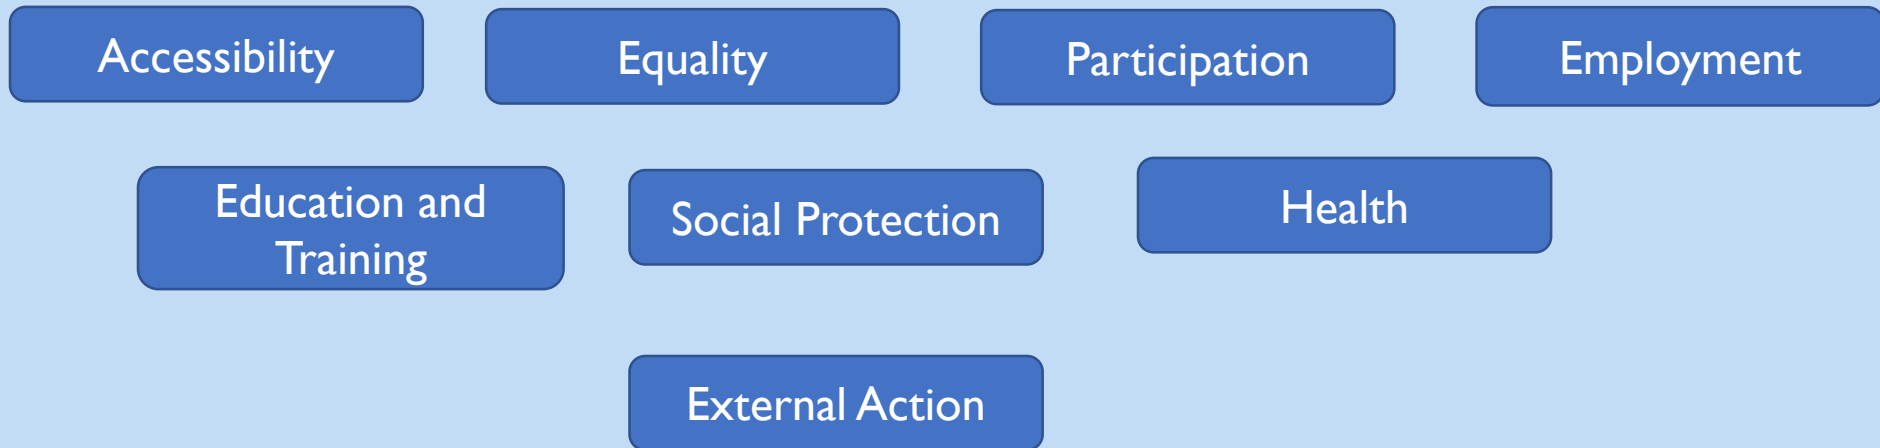 Accessibility
Equality
Participation
Employment
Education and
Training
Social Protection
Health
External Action